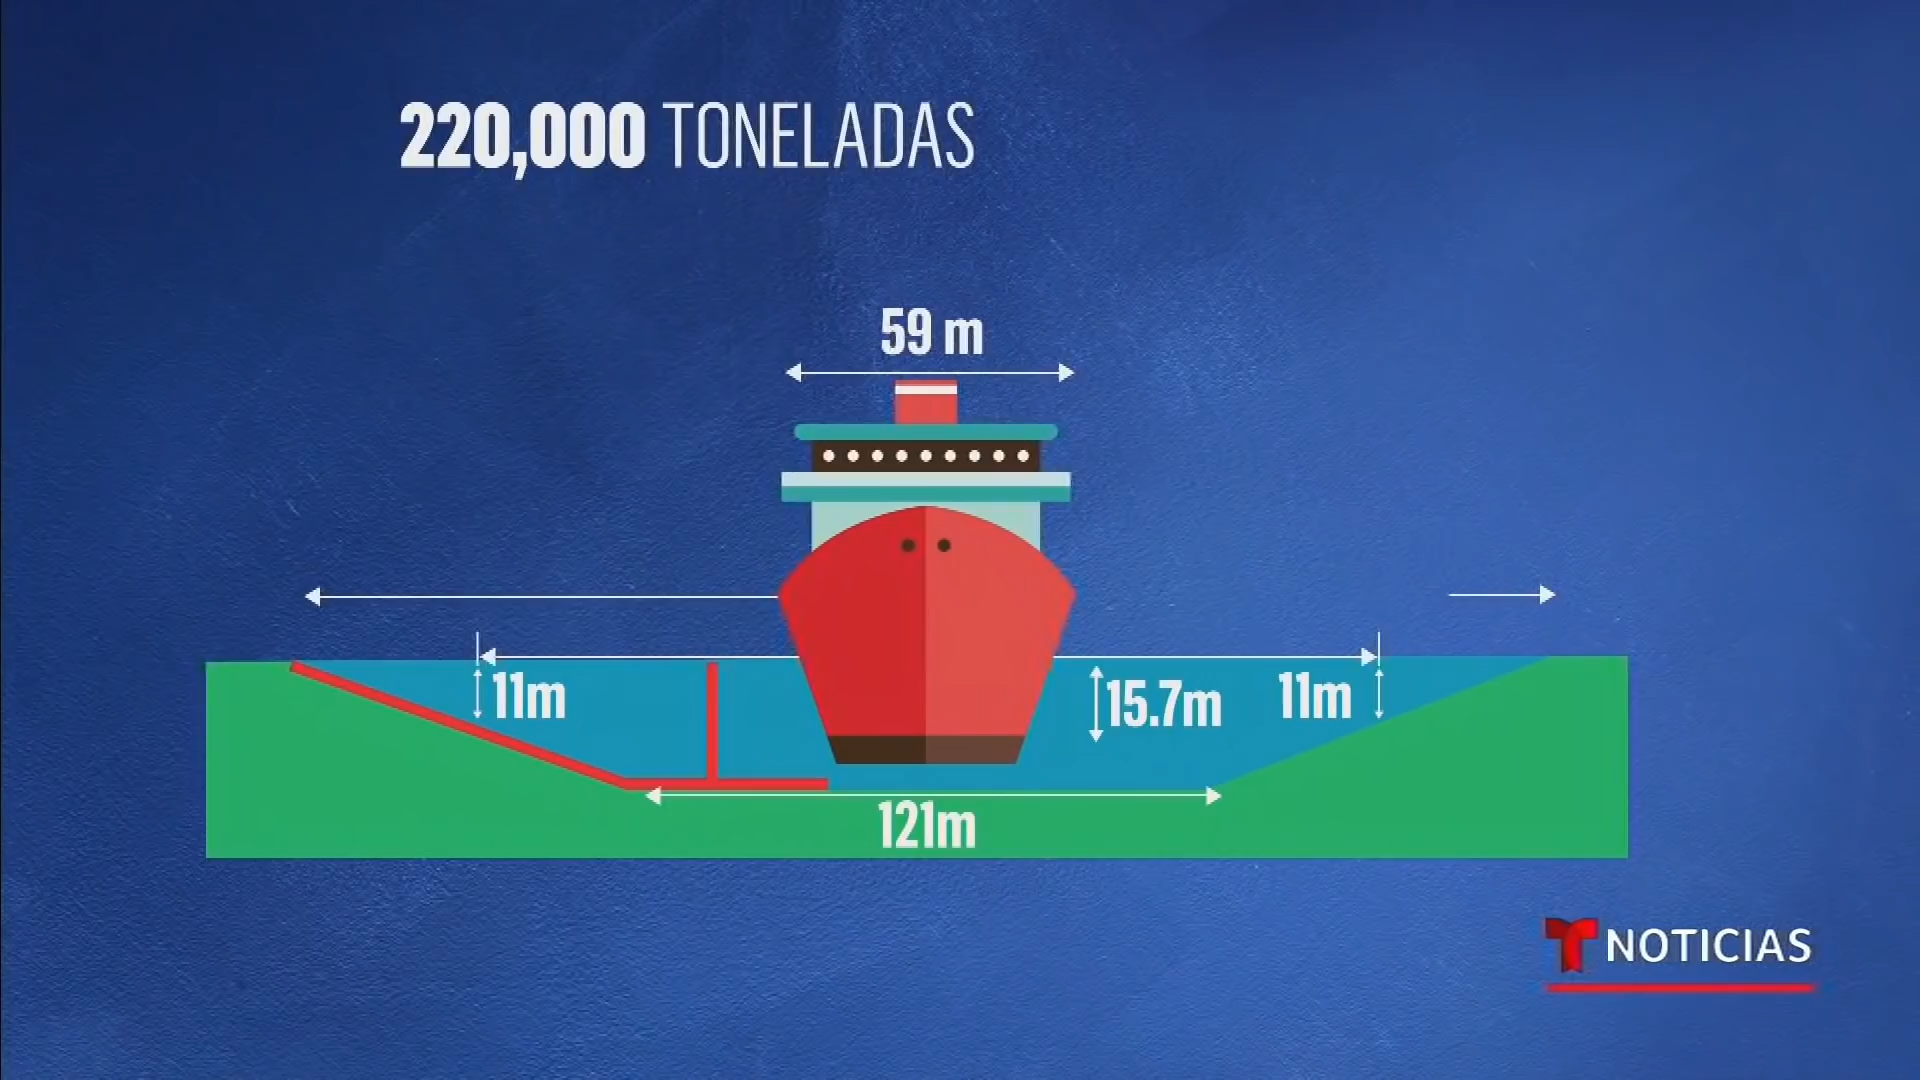 220,000 TONELADAS
59 m
11m
15.7m
11m
121m
NOTICIAS